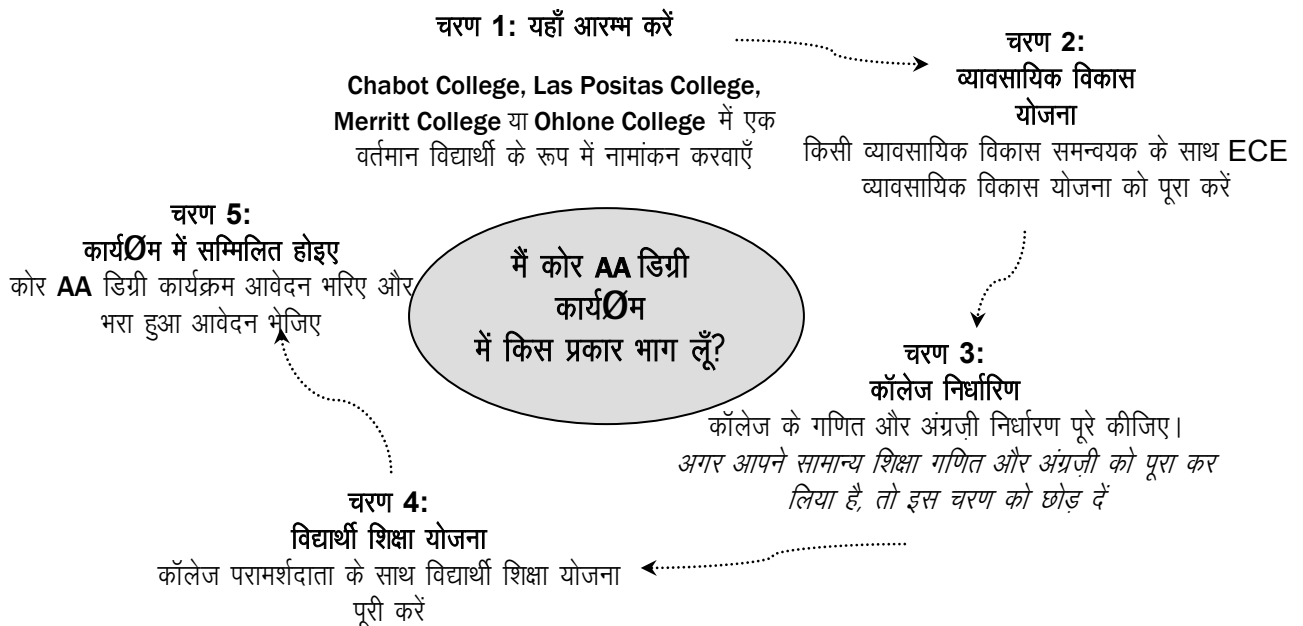 चरण 1: यहाँ आरम्भ करें
Chabot College, Las Positas College,
Merritt College या Ohlone College में एक
वर्तमान विद्यार्थी के रूप में नामांकन करवाएँ
चरण 2:
व्यावसायिक विकास
योजना
किसी व्यावसायिक विकास समन्वयक के साथ ECE
व्यावसायिक विकास योजना को पूरा करें
चरण 3:
कॉलेज निर्धारिण
कॉलेज के गणित और अंग्रज़ी निर्धारण पूरे कीजिए।
अगर आपने सामान्य शिक्षा गणित और अंग्रज़ी को पूरा कर
लिया है, तो इस चरण को छोड़ दें
चरण 4:
विद्यार्थी शिक्षा योजना
कॉलेज परामर्शदाता के साथ विद्यार्थी शिक्षा योजना
पूरी करें
चरण 5:
कार्यØम में सम्मिलित होइए
कोर AA डिग्री कार्यक्रम आवेदन भरिए और
भरा हुआ आवेदन भेजिए
मैं कोर AA डिग्री
कार्यØम
में किस प्रकार भाग लूँ?